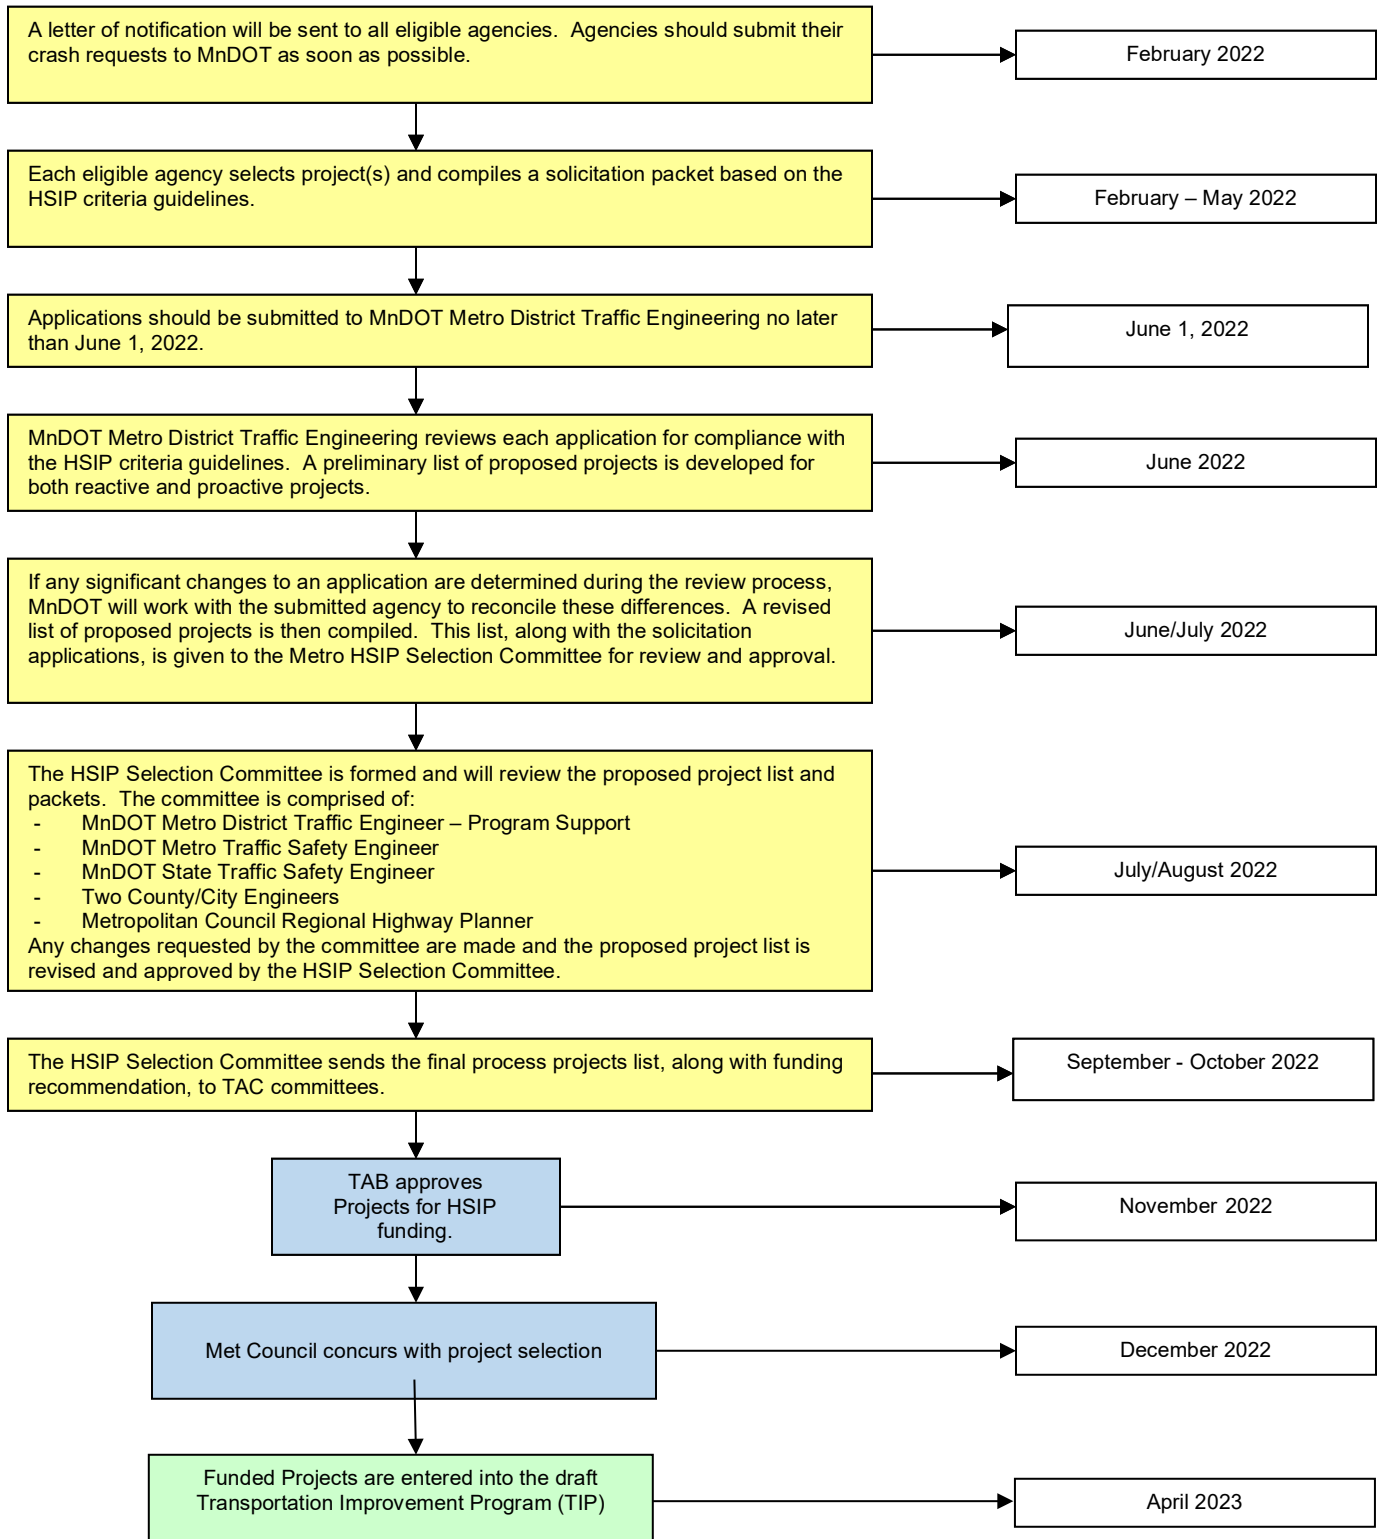 A letter of notification will be sent to all eligible agencies.  Agencies should submit their
crash requests to MnDOT as soon as possible.
February 2022
Each eligible agency selects project(s) and compiles a solicitation packet based on the
HSIP criteria guidelines.
February – May 2022
Applications should be submitted to MnDOT Metro District Traffic Engineering no later
than June 1, 2022.
June 1, 2022
MnDOT Metro District Traffic Engineering reviews each application for compliance with
the HSIP criteria guidelines.  A preliminary list of proposed projects is developed for
both reactive and proactive projects.
June 2022
If any significant changes to an application are determined during the review process,
MnDOT will work with the submitted agency to reconcile these differences.  A revised
list of proposed projects is then compiled.  This list, along with the solicitation
applications, is given to the Metro HSIP Selection Committee for review and approval.
June/July 2022
The HSIP Selection Committee is formed and will review the proposed project list and
packets.  The committee is comprised of:
- MnDOT Metro District Traffic Engineer – Program Support
- MnDOT Metro Traffic Safety Engineer
- MnDOT State Traffic Safety Engineer
- Two County/City Engineers
- Metropolitan Council Regional Highway Planner
Any changes requested by the committee are made and the proposed project list is
revised and approved by the HSIP Selection Committee.
July/August 2022
The HSIP Selection Committee sends the final process projects list, along with funding
recommendation, to TAC committees.
September - October 2022
TAB approves
Projects for HSIP
funding.
November 2022
Met Council concurs with project selection
December 2022
Funded Projects are entered into the draft
Transportation Improvement Program (TIP)
April 2023